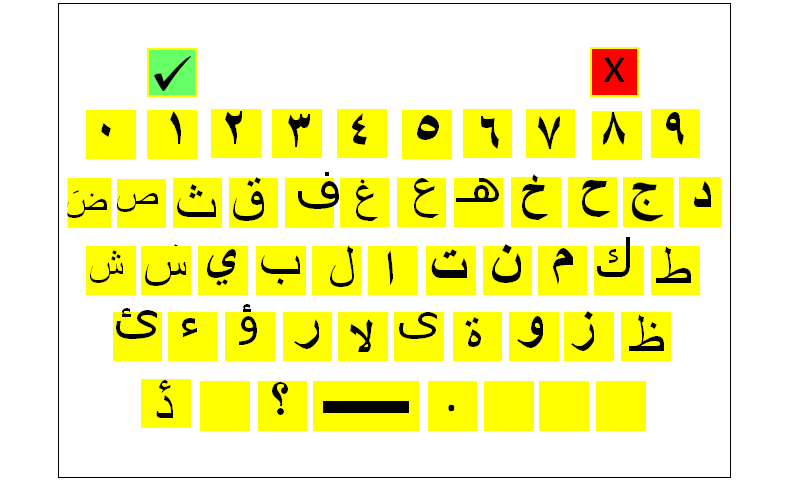 ✓ X
٠ ١ ٢ ٣ ٤ ٥ ٦ ٧ ٨ ٩
ضَ ص ث ق ف غ ع هـ خ ح ج د
ش س ي ب ل ا ت ن م ك ط
ئ ء ؤ ر لا ى ة و ز ظ
؟ .